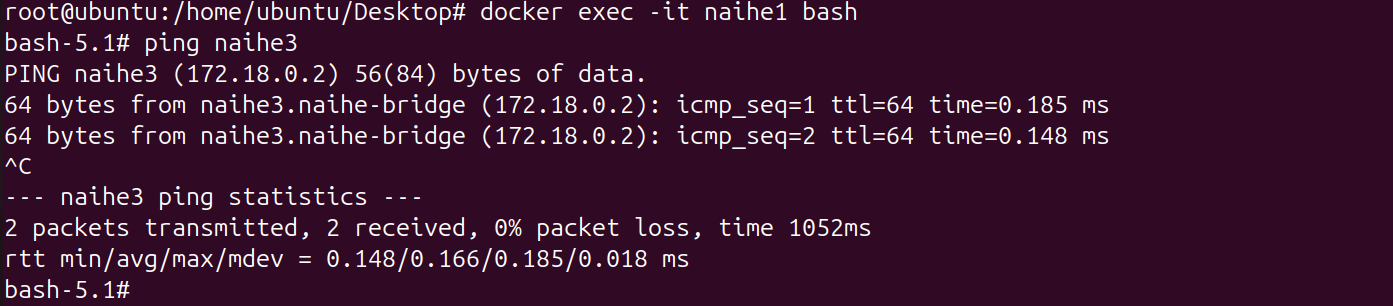 root@ubuntu:/home/ubuntu/Desktop# docker exec -it naihe1 bash
bash-5.1# ping naihe3
PING naihe3 (172.18.0.2) 56(84) bytes of data.
64 bytes from naihe3.naihe-bridge (172.18.0.2): icmp_seq=1 ttl=64 time=0.185 ms
64 bytes from naihe3.naihe-bridge (172.18.0.2): icmp_seq=2 ttl=64 time=0.148 ms
^C
--- naihe3 ping statistics ---
2 packets transmitted, 2 received, 0% packet loss, time 1052ms
rtt min/avg/max/mdev = 0.148/0.166/0.185/0.018 ms
bash-5.1#